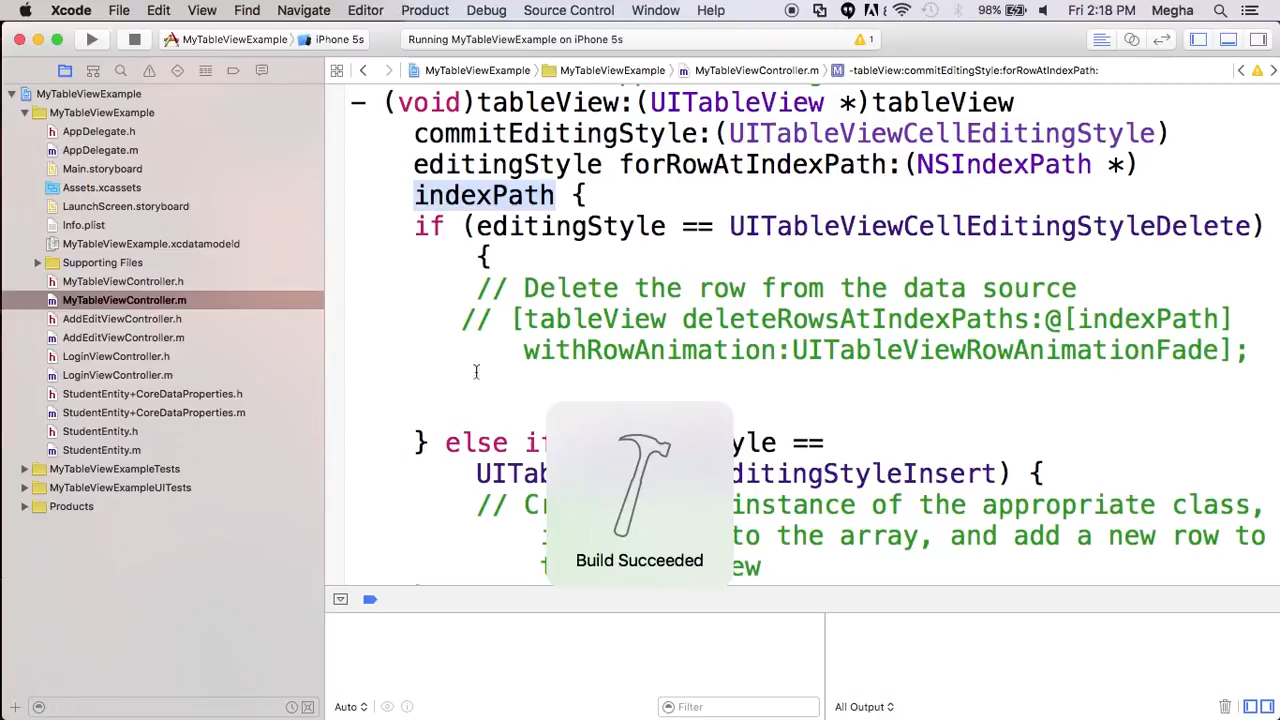 Xcode File Edit View Find Navigate Editor Product Debug Source Control Window Help 98% Fri 2:18 PM Megha
MyTableViewExample iPhone 5s Running MyTableViewExample on iPhone 5s 1
MyTableViewExample MyTableViewExample MyTableViewController.m -tableView:commitEditingStyle:forRowAtIndexPath:
MyTableViewExample
MyTableViewExample
AppDelegate.h
AppDelegate.m
Main.storyboard
Assets.xcassets
LaunchScreen.storyboard
Info.plist
MyTableViewExample.xcdatamodeld
Supporting Files
MyTableViewController.h
MyTableViewController.m
AddEditViewController.h
AddEditViewController.m
LoginViewController.h
LoginViewController.m
StudentEntity+CoreDataProperties.h
StudentEntity+CoreDataProperties.m
StudentEntity.h
StudentEntity.m
MyTableViewExampleTests
MyTableViewExampleUITests
Products
- (void)tableView:(UITableView *)tableView
commitEditingStyle:(UITableViewCellEditingStyle)
editingStyle forRowAtIndexPath:(NSIndexPath *)
indexPath {
if (editingStyle == UITableViewCellEditingStyleDelete)
{
// Delete the row from the data source
// [tableView deleteRowsAtIndexPaths:@[indexPath]
withRowAnimation:UITableViewRowAnimationFade];
} else if yle ==
UITab ditingStyleInsert) {
// Cr instance of the appropriate class,
to the array, and add a new row to
ew
Build Succeeded
Auto Filter All Output